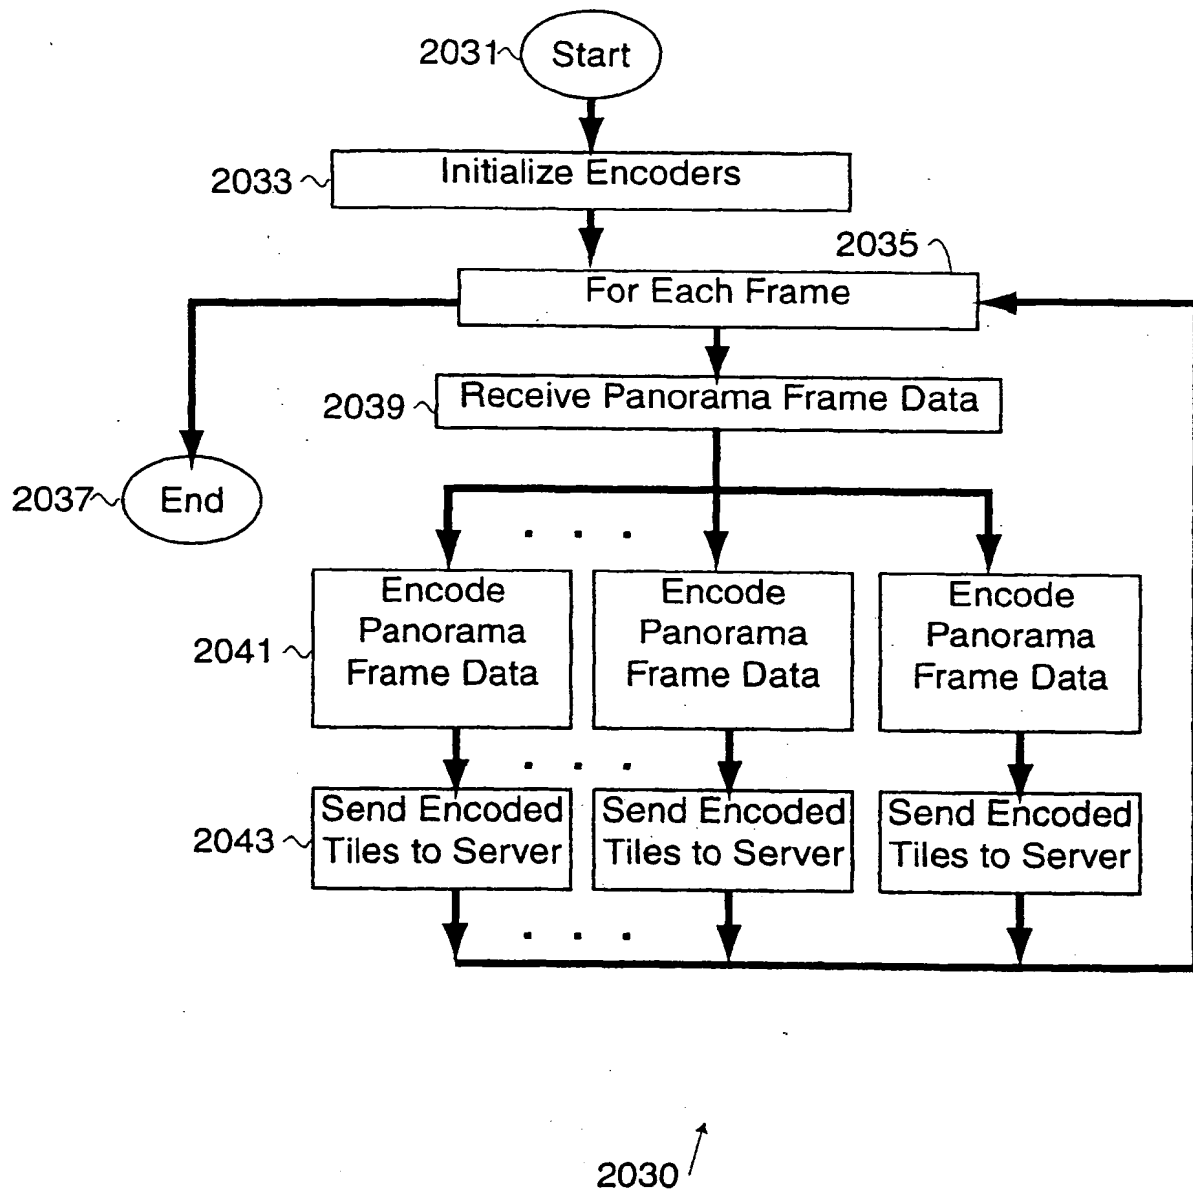 2031 Start
2033 Initialize Encoders
2035
For Each Frame
2039 Receive Panorama Frame Data
2037 End
. . .
Encode
Panorama
Frame Data
2041
Encode
Panorama
Frame Data
Encode
Panorama
Frame Data
. . .
Send Encoded
Tiles to Server
2043
Send Encoded
Tiles to Server
Send Encoded
Tiles to Server
. . .
2030